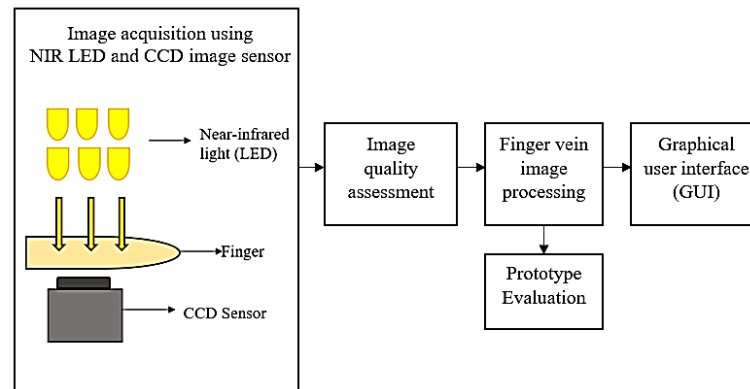 Image acquisition using
NIR LED and CCD image sensor
Near-infrared
light (LED)
Finger
CCD Sensor
Image
quality
assessment
Finger vein
image
processing
Graphical
user interface
(GUI)
Prototype
Evaluation